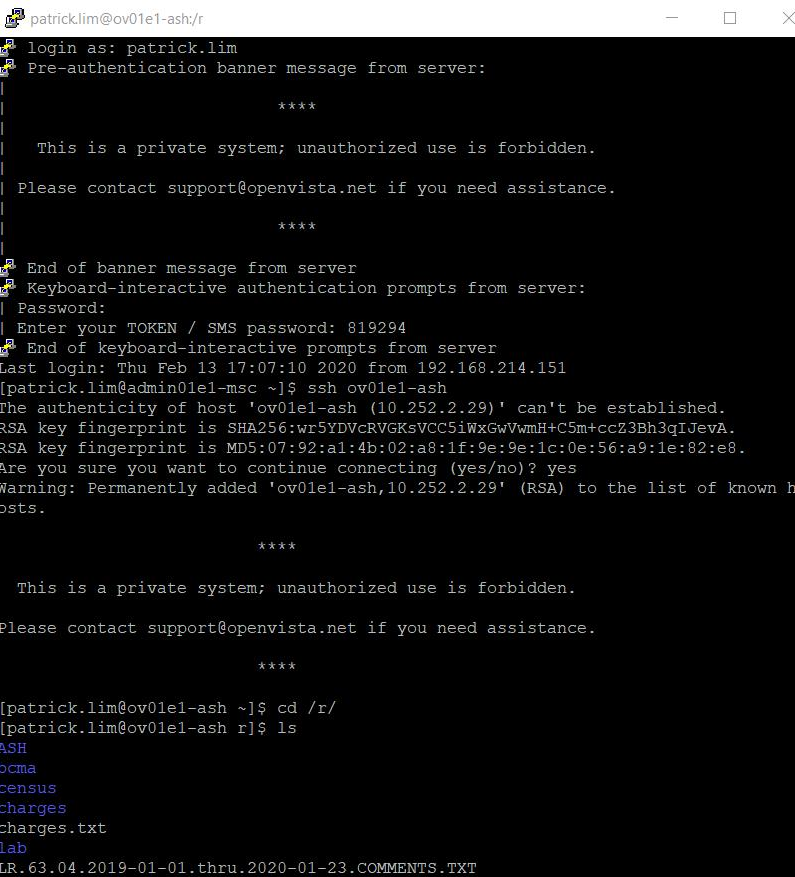 patrick.lim@ov01e1-ash:/r
login as: patrick.lim
Pre-authentication banner message from server:
|
| ****
|
| This is a private system; unauthorized use is forbidden.
|
| Please contact support@openvista.net if you need assistance.
|
| ****
|
End of banner message from server
Keyboard-interactive authentication prompts from server:
| Password:
| Enter your TOKEN / SMS password: 819294
End of keyboard-interactive prompts from server
Last login: Thu Feb 13 17:07:10 2020 from 192.168.214.151
[patrick.lim@admin01e1-msc ~]$ ssh ov01e1-ash
The authenticity of host 'ov01e1-ash (10.252.2.29)' can't be established.
RSA key fingerprint is SHA256:wr5YDVcRVGKsVCC5iWxGwVwmH+C5m+ccZ3Bh3qIJevA.
RSA key fingerprint is MD5:07:92:a1:4b:02:a8:1f:9e:9e:1c:0e:56:a9:1e:82:e8.
Are you sure you want to continue connecting (yes/no)? yes
Warning: Permanently added 'ov01e1-ash,10.252.2.29' (RSA) to the list of known h
osts.
****
This is a private system; unauthorized use is forbidden.
Please contact support@openvista.net if you need assistance.
****
[patrick.lim@ov01e1-ash ~]$ cd /r/
[patrick.lim@ov01e1-ash r]$ ls
ASH
bcma
census
charges
charges.txt
lab
LR.63.04.2019-01-01.thru.2020-01-23.COMMENTS.TXT